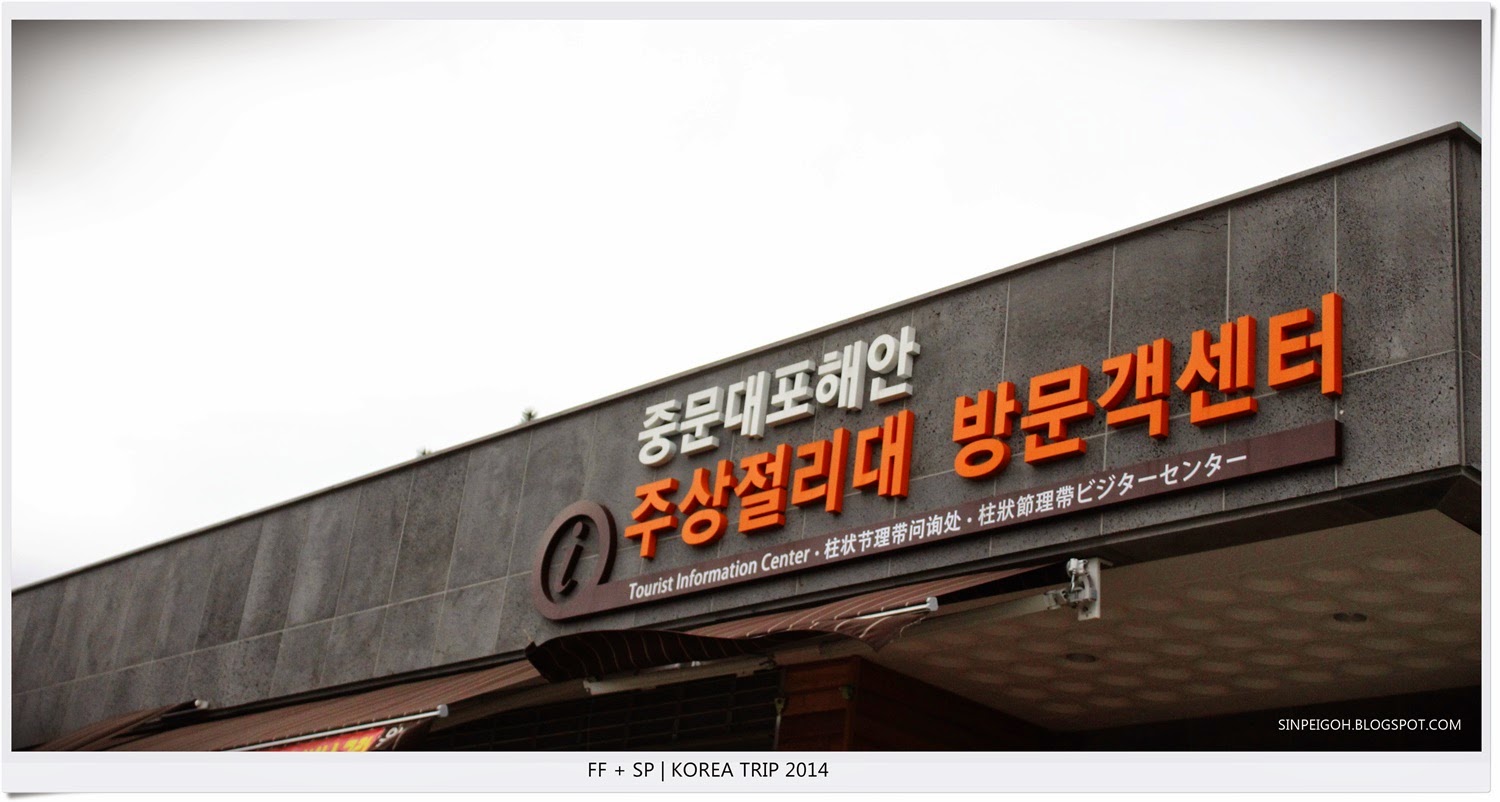 중문대포해안
주상절리대 방문객센터
i
Tourist Information Center · 柱状节理带问询处 · 柱狀節理帶ビジターセンター
SINPEIGOH.BLOGSPOT.COM
FF + SP | KOREA TRIP 2014